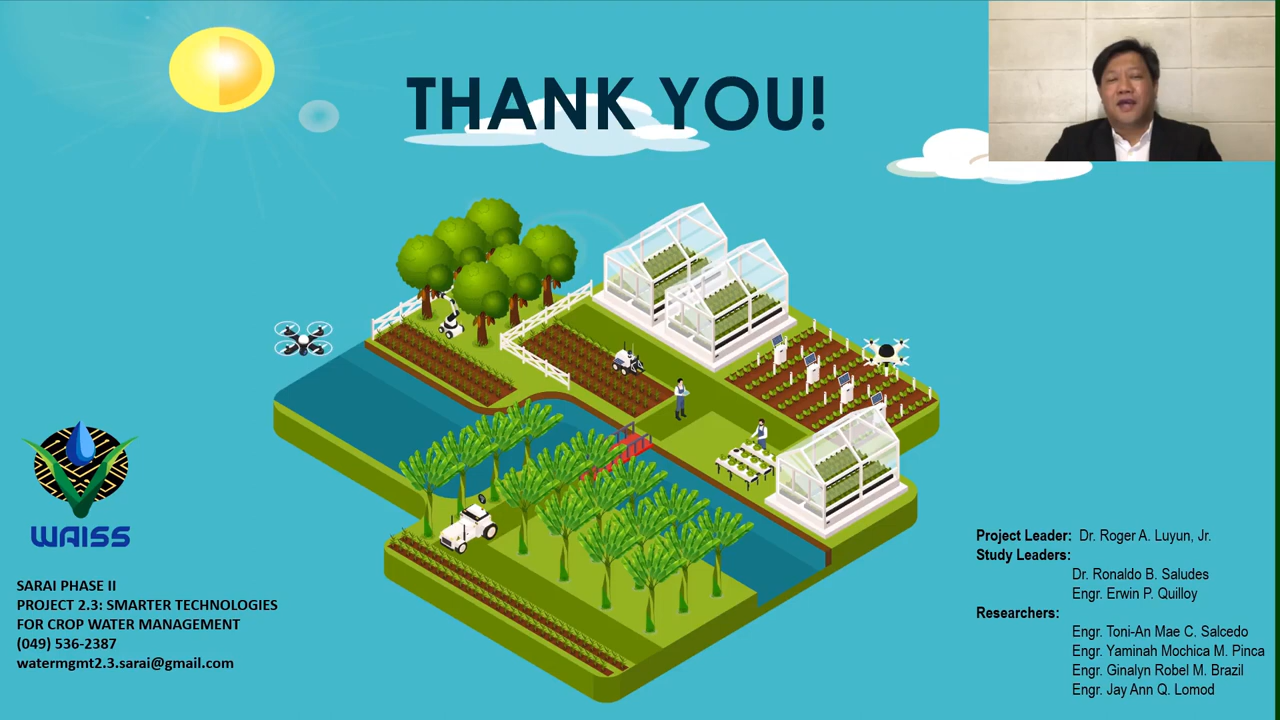 THANK YOU!
WAISS
SARAI PHASE II
PROJECT 2.3: SMARTER TECHNOLOGIES
FOR CROP WATER MANAGEMENT
(049) 536-2387
watermgmt2.3.sarai@gmail.com
Project Leader: Dr. Roger A. Luyun, Jr.
Study Leaders:
Dr. Ronaldo B. Saludes
Engr. Erwin P. Quilloy
Researchers:
Engr. Toni-An Mae C. Salcedo
Engr. Yaminah Mochica M. Pinca
Engr. Ginalyn Robel M. Brazil
Engr. Jay Ann Q. Lomod